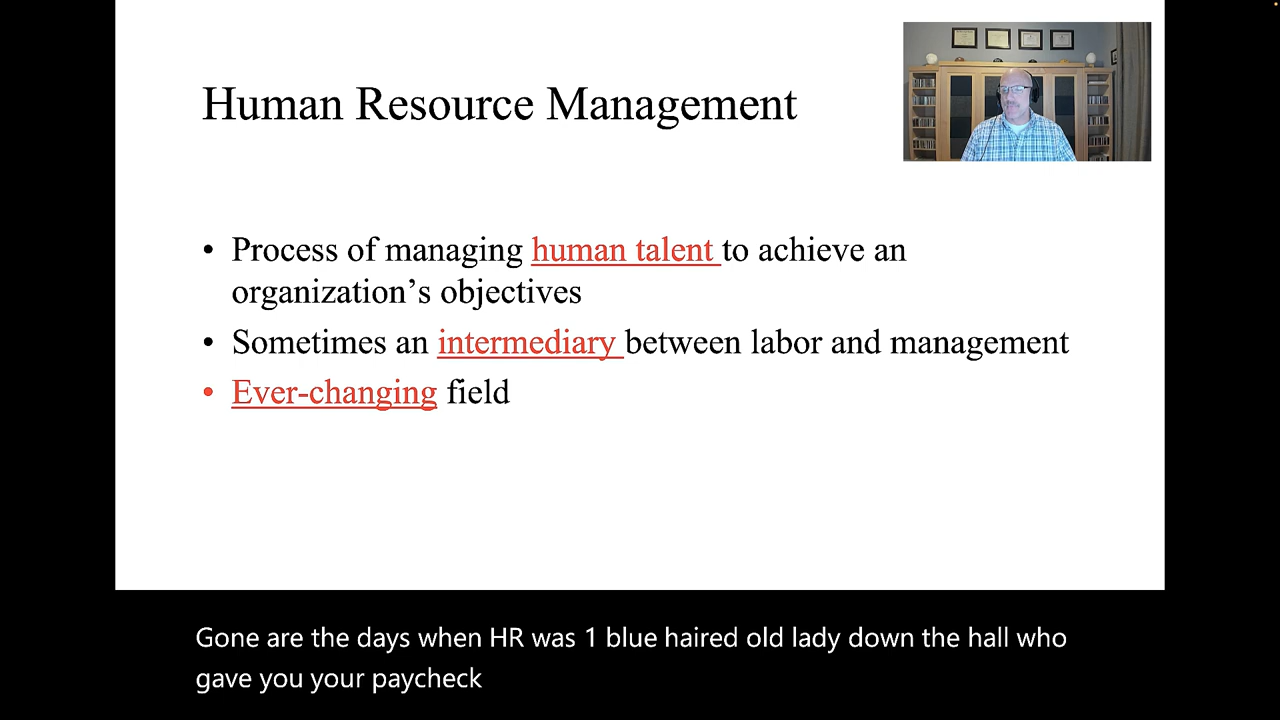 Human Resource Management
• Process of managing human talent to achieve an
organization’s objectives
• Sometimes an intermediary between labor and management
• Ever-changing field
Gone are the days when HR was 1 blue haired old lady down the hall who
gave you your paycheck